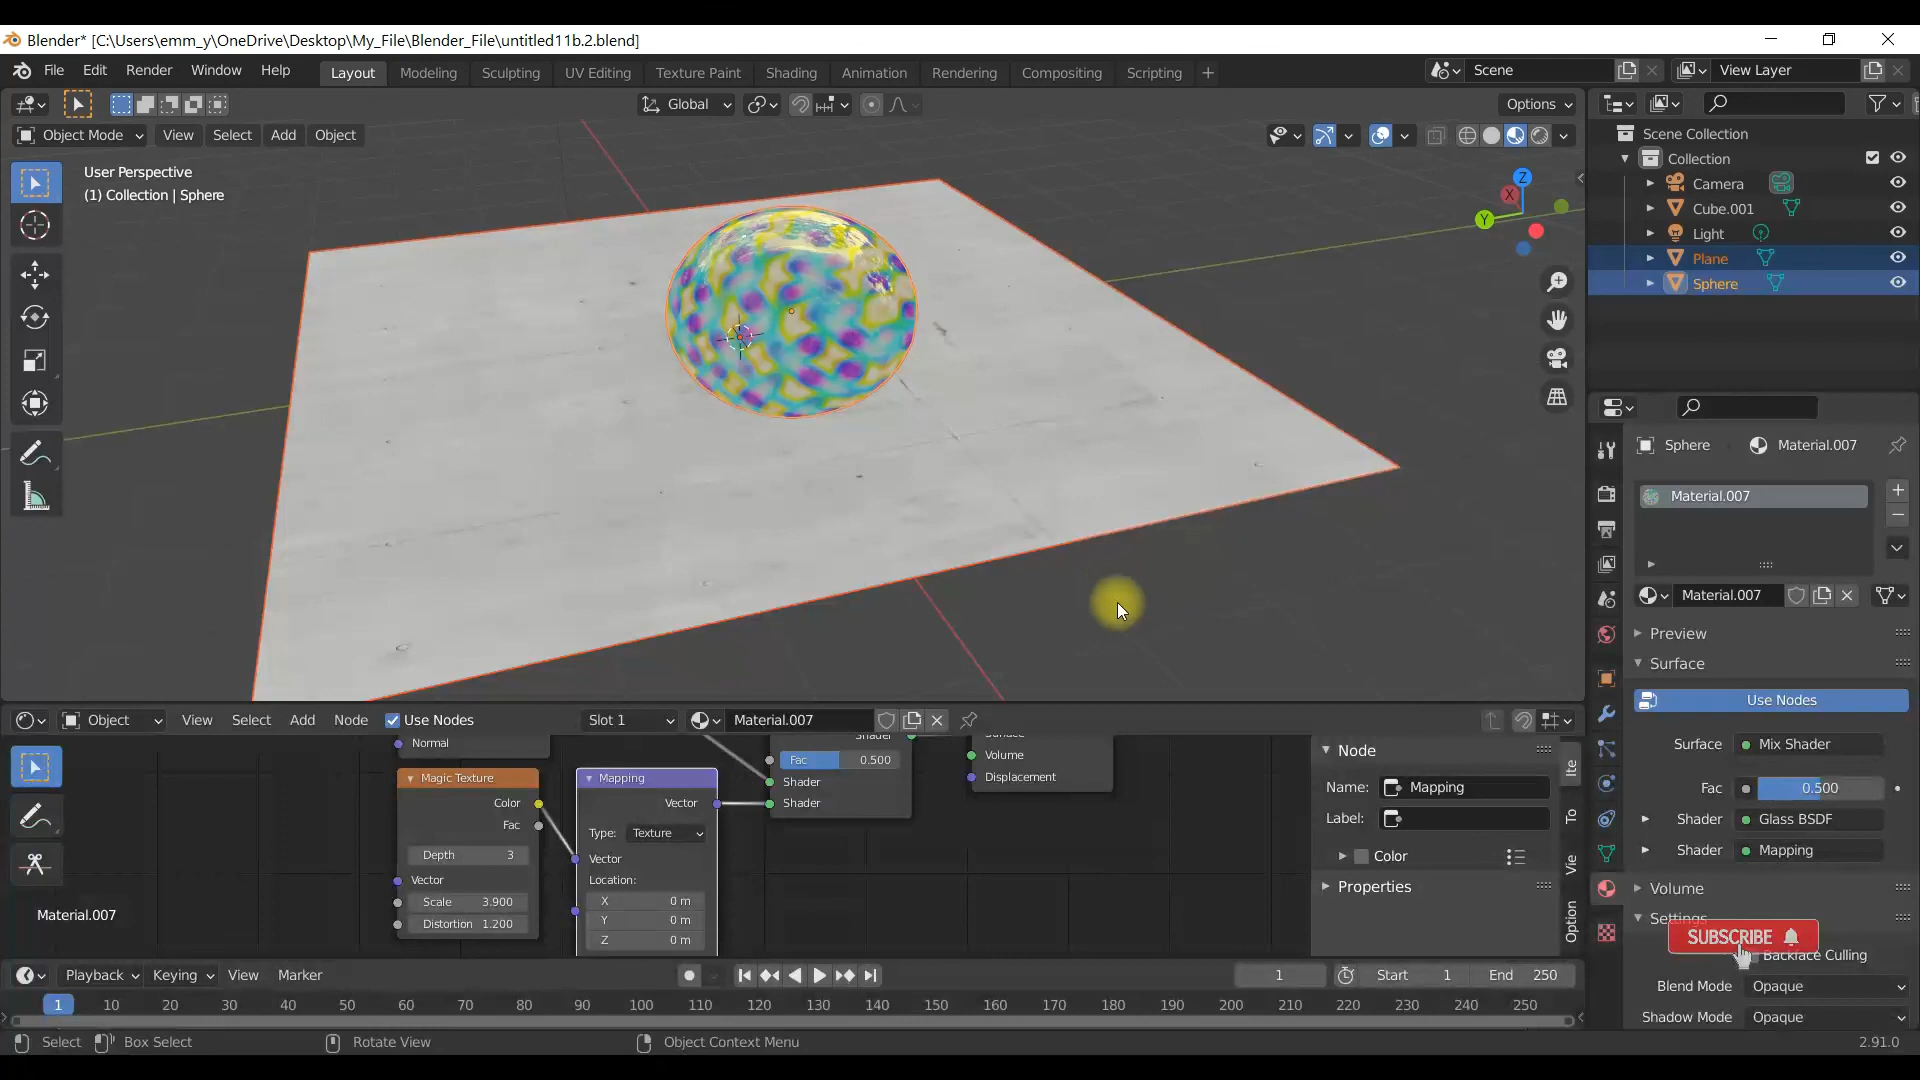 Blender* [C:\Users\emm_y\OneDrive\Desktop\My_File\Blender_File\untitled11b.2.blend]
File Edit Render Window Help Layout Modeling Sculpting UV Editing Texture Paint Shading Animation Rendering Compositing Scripting + Scene View Layer
Global Options
Object Mode View Select Add Object
User Perspective
(1) Collection | Sphere
Z
X
Y
Scene Collection
Collection
Camera
Cube.001
Light
Plane
Sphere
Sphere Material.007
Material.007
Material.007
Preview
Surface
Use Nodes
Surface Mix Shader
Fac 0.500
Shader Glass BSDF
Shader Mapping
Volume
Settings
SUBSCRIBE
Backface Culling
Blend Mode Opaque
Shadow Mode Opaque
Object View Select Add Node Use Nodes Slot 1 Material.007
Normal
Magic Texture
Color
Fac
Depth 3
Vector
Scale 3.900
Distortion 1.200
Mapping
Vector
Type: Texture
Vector
Location:
X 0 m
Y 0 m
Z 0 m
Shader
Fac 0.500
Shader
Shader
Surface
Volume
Displacement
Node
Name: Mapping
Label:
Color
Properties
Ite
To
Vie
Option
Material.007
Playback Keying View Marker 1 Start 1 End 250
1 10 20 30 40 50 60 70 80 90 100 110 120 130 140 150 160 170 180 190 200 210 220 230 240 250
Select Box Select Rotate View Object Context Menu 2.91.0